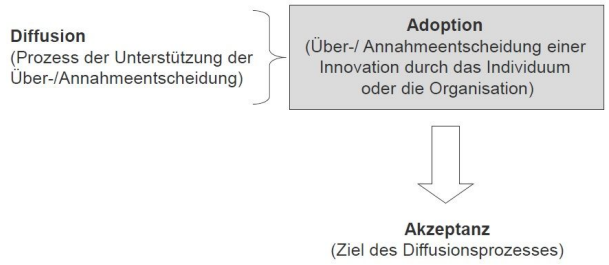 Diffusion
(Prozess der Unterstützung der
Über-/Annahmeentscheidung)
Adoption
(Über-/ Annahmeentscheidung einer
Innovation durch das Individuum
oder die Organisation)
Akzeptanz
(Ziel des Diffusionsprozesses)